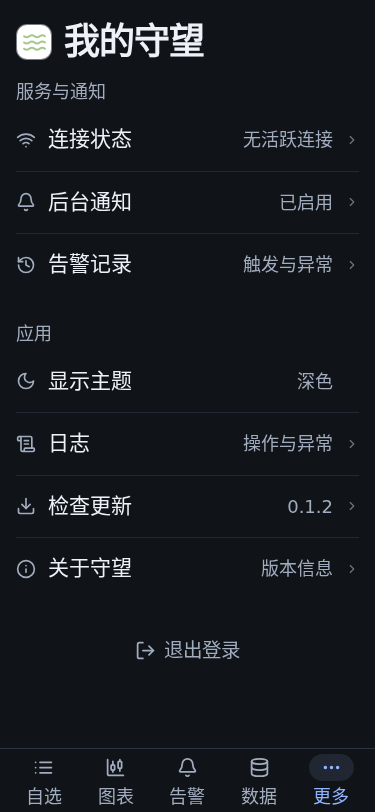 我的守望
服务与通知
连接状态 无活跃连接
后台通知 已启用
告警记录 触发与异常
应用
显示主题 深色
日志 操作与异常
检查更新 0.1.2
关于守望 版本信息
退出登录
自选 图表 告警 数据 更多